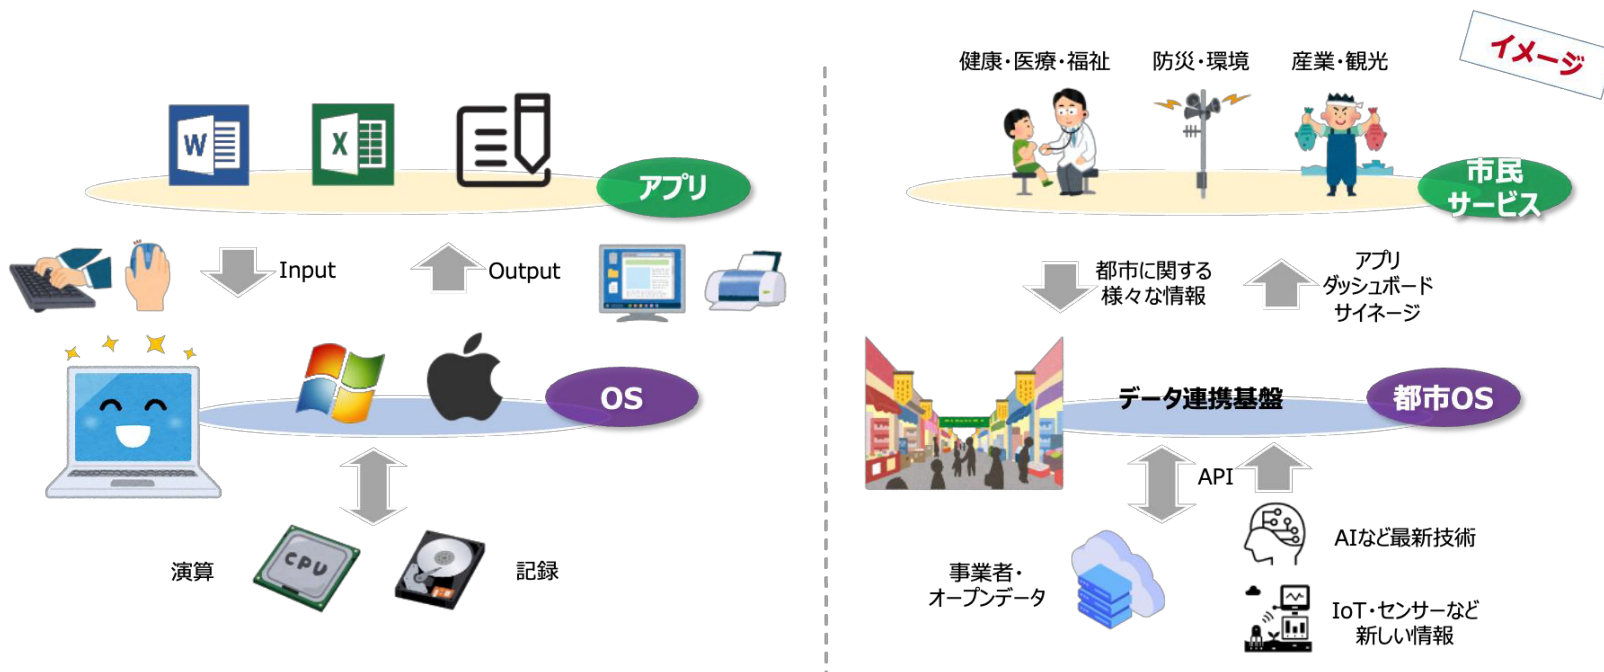 W
X
アプリ
Input
Output
OS
演算
CPU
記録
イメージ
健康・医療・福祉
防災・環境
産業・観光
市民
サービス
都市に関する
様々な情報
アプリ
ダッシュボード
サイネージ
データ連携基盤
都市OS
API
事業者・
オープンデータ
AIなど最新技術
IoT・センサーなど
新しい情報